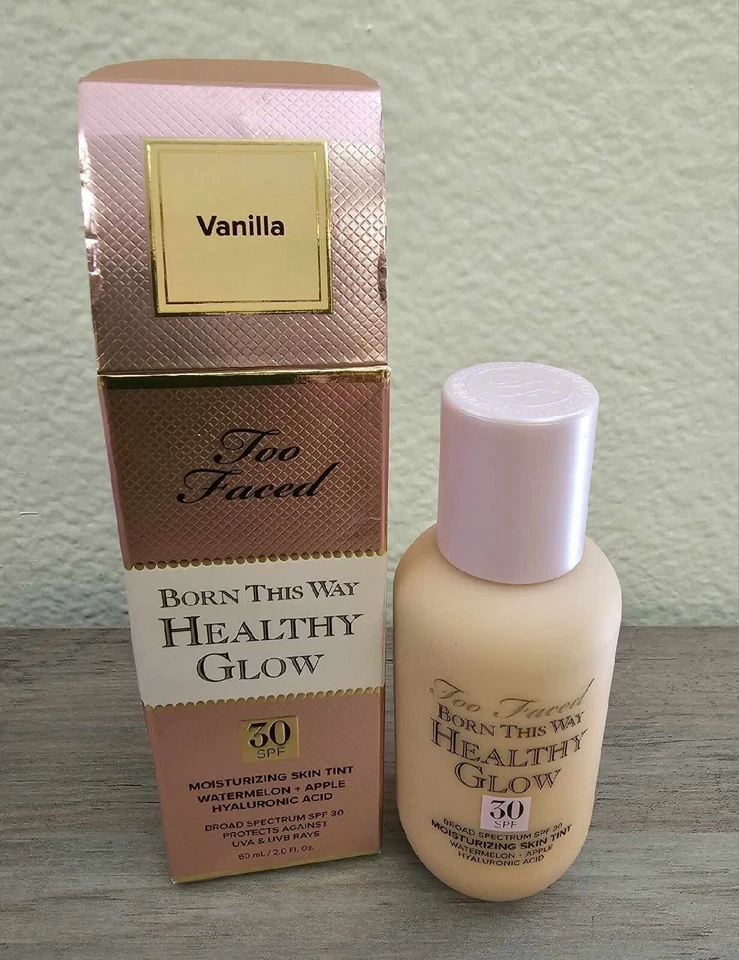 Vanilla
Too
Faced
BORN THIS WAY
HEALTHY
GLOW
30
SPF
MOISTURIZING SKIN TINT
WATERMELON + APPLE
HYALURONIC ACID
BROAD SPECTRUM SPF 30
PROTECTS AGAINST
UVA & UVB RAYS
60 mL / 2.0 Fl. Oz.
Too Faced
BORN THIS WAY
HEALTHY
GLOW
30
SPF
BROAD SPECTRUM SPF 30
MOISTURIZING SKIN TINT
WATERMELON + APPLE
HYALURONIC ACID